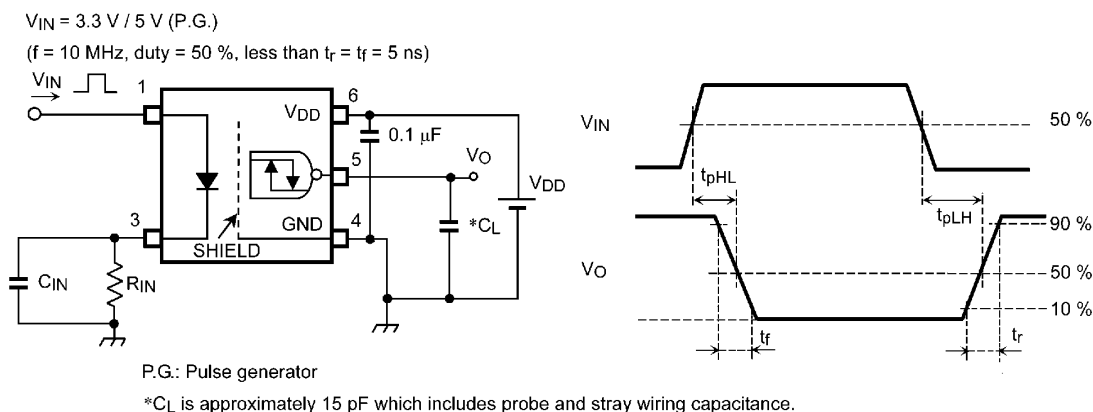 VIN = 3.3 V / 5 V (P.G.)
(f = 10 MHz, duty = 50 %, less than tr = tf = 5 ns)
VIN
1
6
VDD
0.1 μF
5
VO
VDD
3
GND
4
*CL
SHIELD
CIN
RIN
P.G.: Pulse generator
*CL is approximately 15 pF which includes probe and stray wiring capacitance.
VIN
50 %
tpHL
tpLH
90 %
VO
50 %
10 %
tf
tr